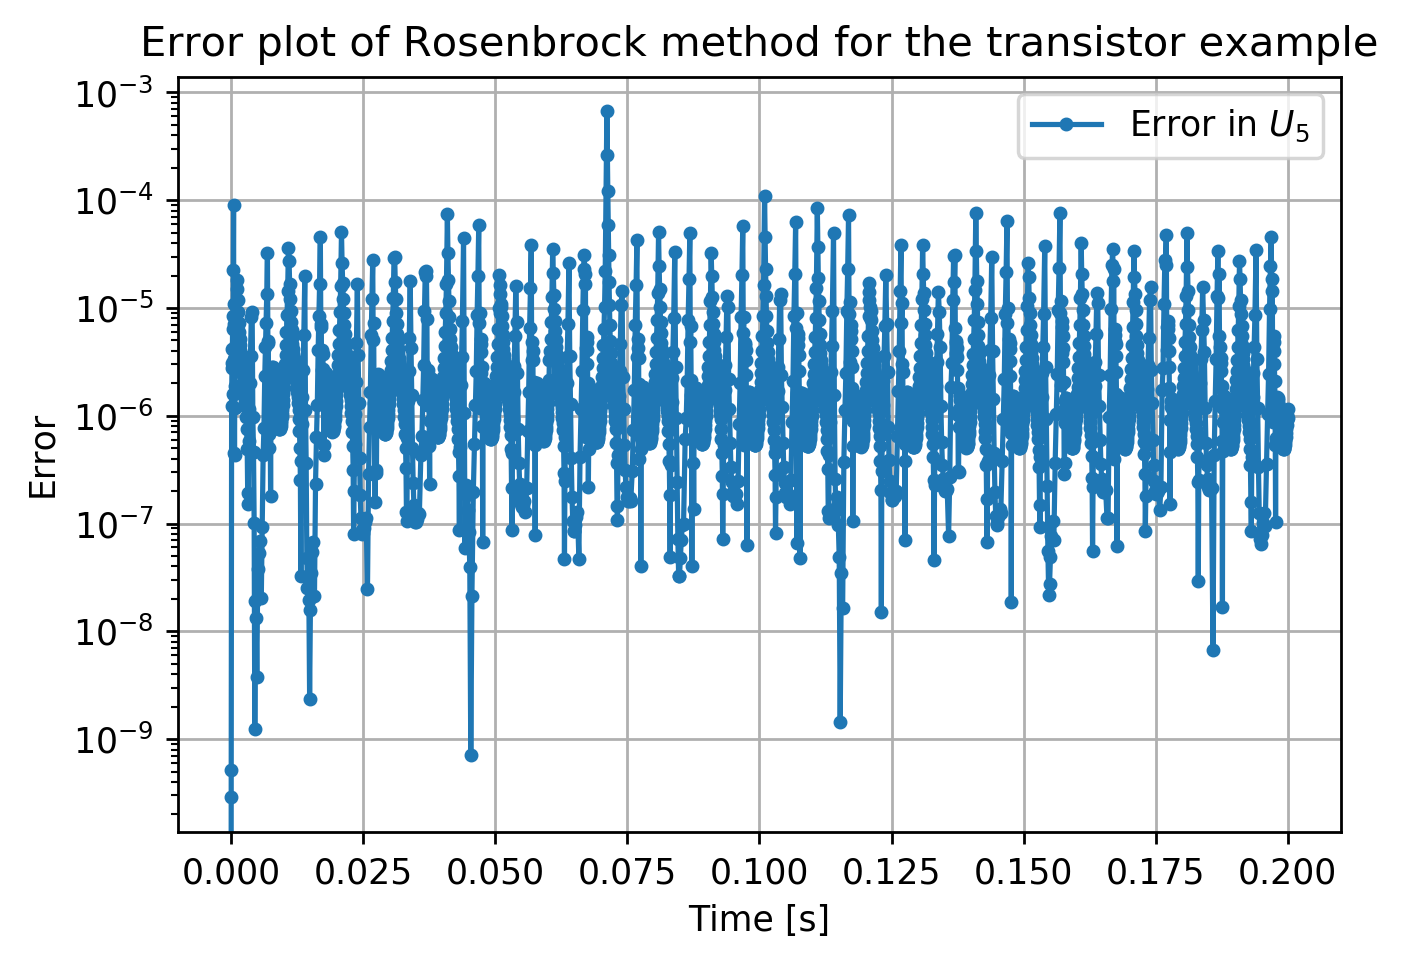 Error plot of Rosenbrock method for the transistor example
Error in U₅
10⁻³
10⁻⁴
10⁻⁵
10⁻⁶
10⁻⁷
10⁻⁸
10⁻⁹
Error
0.000 0.025 0.050 0.075 0.100 0.125 0.150 0.175 0.200
Time [s]